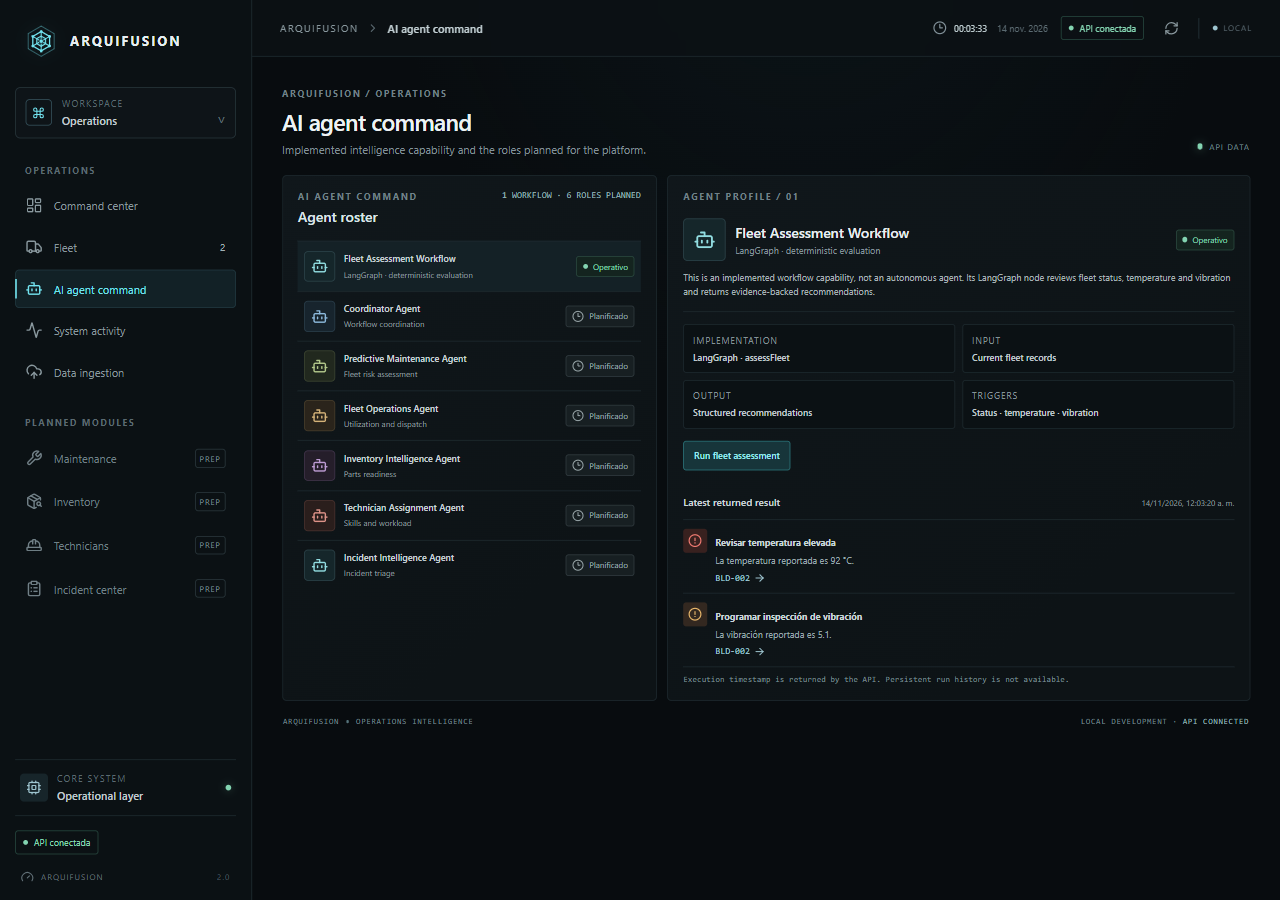 ARQUIFUSION
WORKSPACE
Operations
OPERATIONS
Command center
Fleet 2
AI agent command
System activity
Data ingestion
PLANNED MODULES
Maintenance PREP
Inventory PREP
Technicians PREP
Incident center PREP
CORE SYSTEM
Operational layer
API conectada
ARQUIFUSION 2.0
ARQUIFUSION > AI agent command 00:03:33 14 nov. 2026 API conectada LOCAL
ARQUIFUSION / OPERATIONS
AI agent command
Implemented intelligence capability and the roles planned for the platform.
API DATA
AI AGENT COMMAND 1 WORKFLOW · 6 ROLES PLANNED
Agent roster
Fleet Assessment Workflow
LangGraph · deterministic evaluation
Operativo
Coordinator Agent
Workflow coordination
Planificado
Predictive Maintenance Agent
Fleet risk assessment
Planificado
Fleet Operations Agent
Utilization and dispatch
Planificado
Inventory Intelligence Agent
Parts readiness
Planificado
Technician Assignment Agent
Skills and workload
Planificado
Incident Intelligence Agent
Incident triage
Planificado
AGENT PROFILE / 01
Fleet Assessment Workflow
LangGraph · deterministic evaluation
Operativo
This is an implemented workflow capability, not an autonomous agent. Its LangGraph node reviews fleet status, temperature and vibration
and returns evidence-backed recommendations.
IMPLEMENTATION
LangGraph · assessFleet
INPUT
Current fleet records
OUTPUT
Structured recommendations
TRIGGERS
Status · temperature · vibration
Run fleet assessment
Latest returned result 14/11/2026, 12:03:20 a. m.
Revisar temperatura elevada
La temperatura reportada es 92 °C.
BLD-002 →
Programar inspección de vibración
La vibración reportada es 5.1.
BLD-002 →
Execution timestamp is returned by the API. Persistent run history is not available.
ARQUIFUSION • OPERATIONS INTELLIGENCE
LOCAL DEVELOPMENT · API CONNECTED